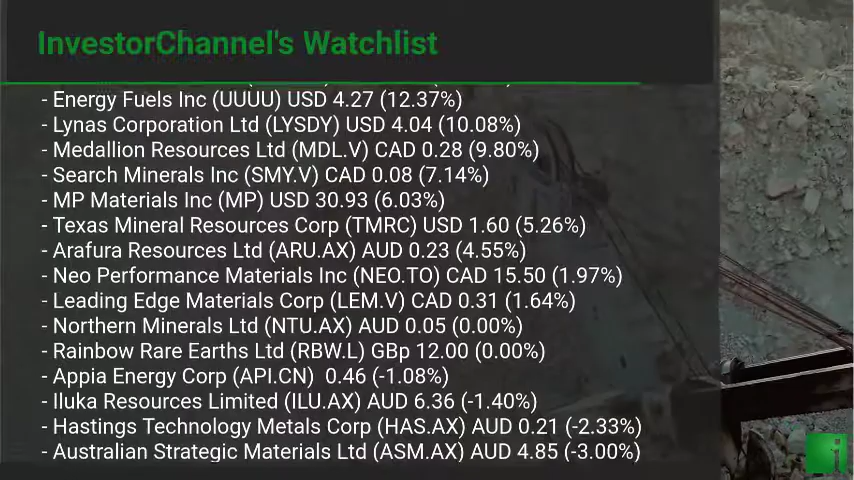 InvestorChannel's Watchlist
- Energy Fuels Inc (UUUU) USD 4.27 (12.37%)
- Lynas Corporation Ltd (LYSDY) USD 4.04 (10.08%)
- Medallion Resources Ltd (MDL.V) CAD 0.28 (9.80%)
- Search Minerals Inc (SMY.V) CAD 0.08 (7.14%)
- MP Materials Inc (MP) USD 30.93 (6.03%)
- Texas Mineral Resources Corp (TMRC) USD 1.60 (5.26%)
- Arafura Resources Ltd (ARU.AX) AUD 0.23 (4.55%)
- Neo Performance Materials Inc (NEO.TO) CAD 15.50 (1.97%)
- Leading Edge Materials Corp (LEM.V) CAD 0.31 (1.64%)
- Northern Minerals Ltd (NTU.AX) AUD 0.05 (0.00%)
- Rainbow Rare Earths Ltd (RBW.L) GBp 12.00 (0.00%)
- Appia Energy Corp (API.CN)  0.46 (-1.08%)
- Iluka Resources Limited (ILU.AX) AUD 6.36 (-1.40%)
- Hastings Technology Metals Corp (HAS.AX) AUD 0.21 (-2.33%)
- Australian Strategic Materials Ltd (ASM.AX) AUD 4.85 (-3.00%)
i